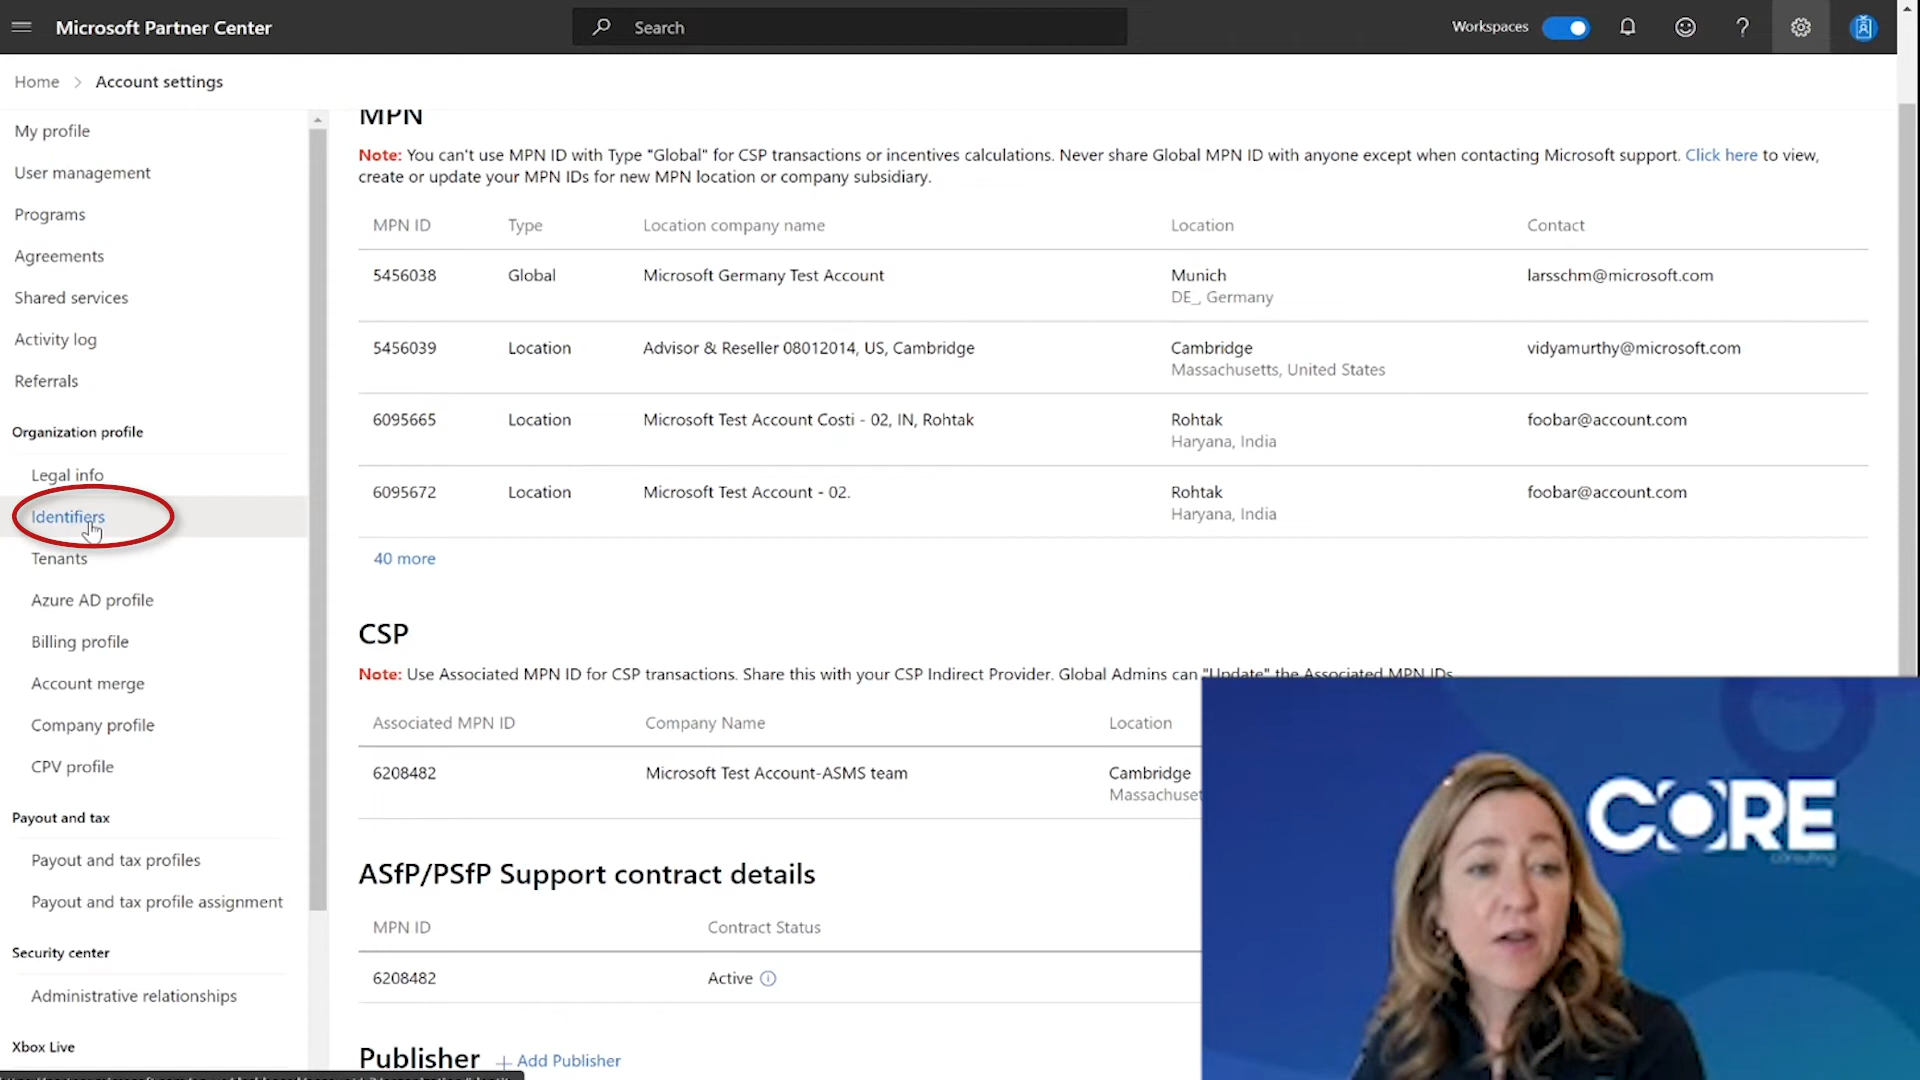 Microsoft Partner Center
Search
Workspaces
Home > Account settings
My profile
User management
Programs
Agreements
Shared services
Activity log
Referrals
Organization profile
Legal info
Identifiers
Tenants
Azure AD profile
Billing profile
Account merge
Company profile
CPV profile
Payout and tax
Payout and tax profiles
Payout and tax profile assignment
Security center
Administrative relationships
Xbox Live
MPN
Note: You can't use MPN ID with Type "Global" for CSP transactions or incentives calculations. Never share Global MPN ID with anyone except when contacting Microsoft support. Click here to view,
create or update your MPN IDs for new MPN location or company subsidiary.
MPN ID Type Location company name Location Contact
5456038 Global Microsoft Germany Test Account Munich larsschm@microsoft.com
DE_, Germany
5456039 Location Advisor & Reseller 08012014, US, Cambridge Cambridge vidyamurthy@microsoft.com
Massachusetts, United States
6095665 Location Microsoft Test Account Costi - 02, IN, Rohtak Rohtak foobar@account.com
Haryana, India
6095672 Location Microsoft Test Account - 02. Rohtak foobar@account.com
Haryana, India
40 more
CSP
Note: Use Associated MPN ID for CSP transactions. Share this with your CSP Indirect Provider. Global Admins can "Update" the Associated MPN IDs
Associated MPN ID Company Name Location
6208482 Microsoft Test Account-ASMS team Cambridge
Massachuset
ASfP/PSfP Support contract details
MPN ID Contract Status
6208482 Active
Publisher + Add Publisher
CORE
consulting